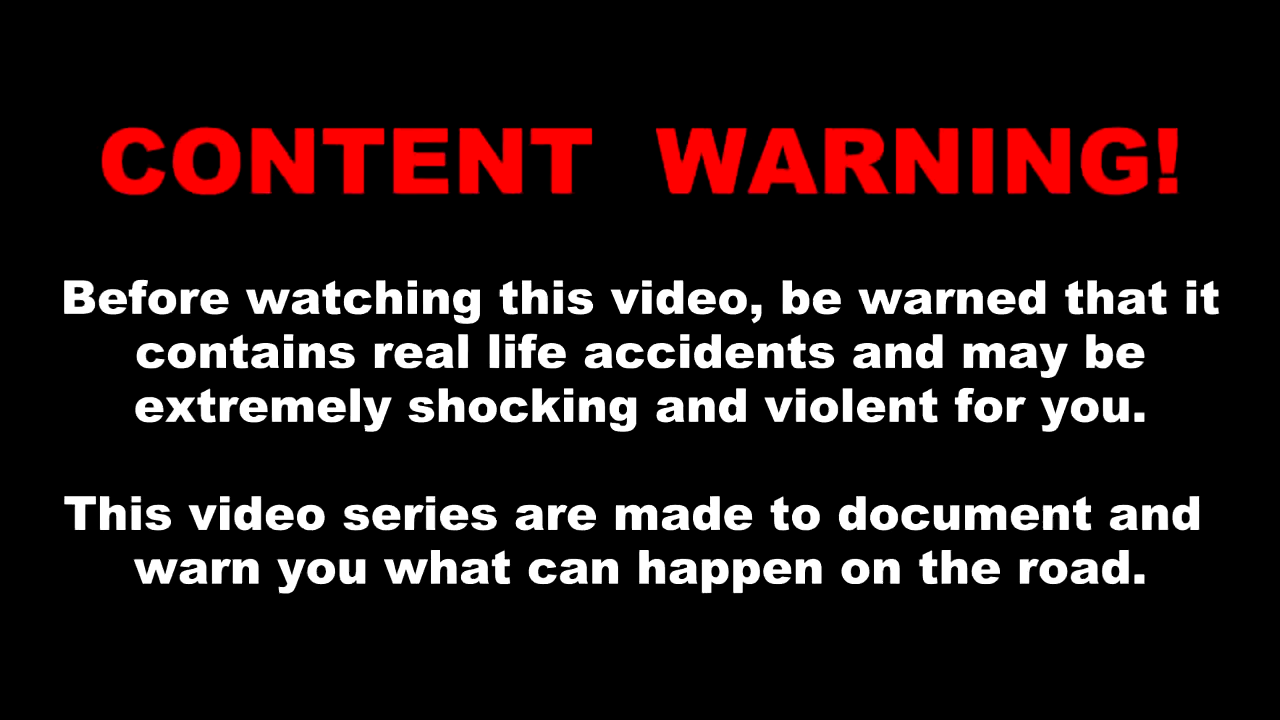 CONTENT WARNING!
Before watching this video, be warned that it
contains real life accidents and may be
extremely shocking and violent for you.
This video series are made to document and
warn you what can happen on the road.